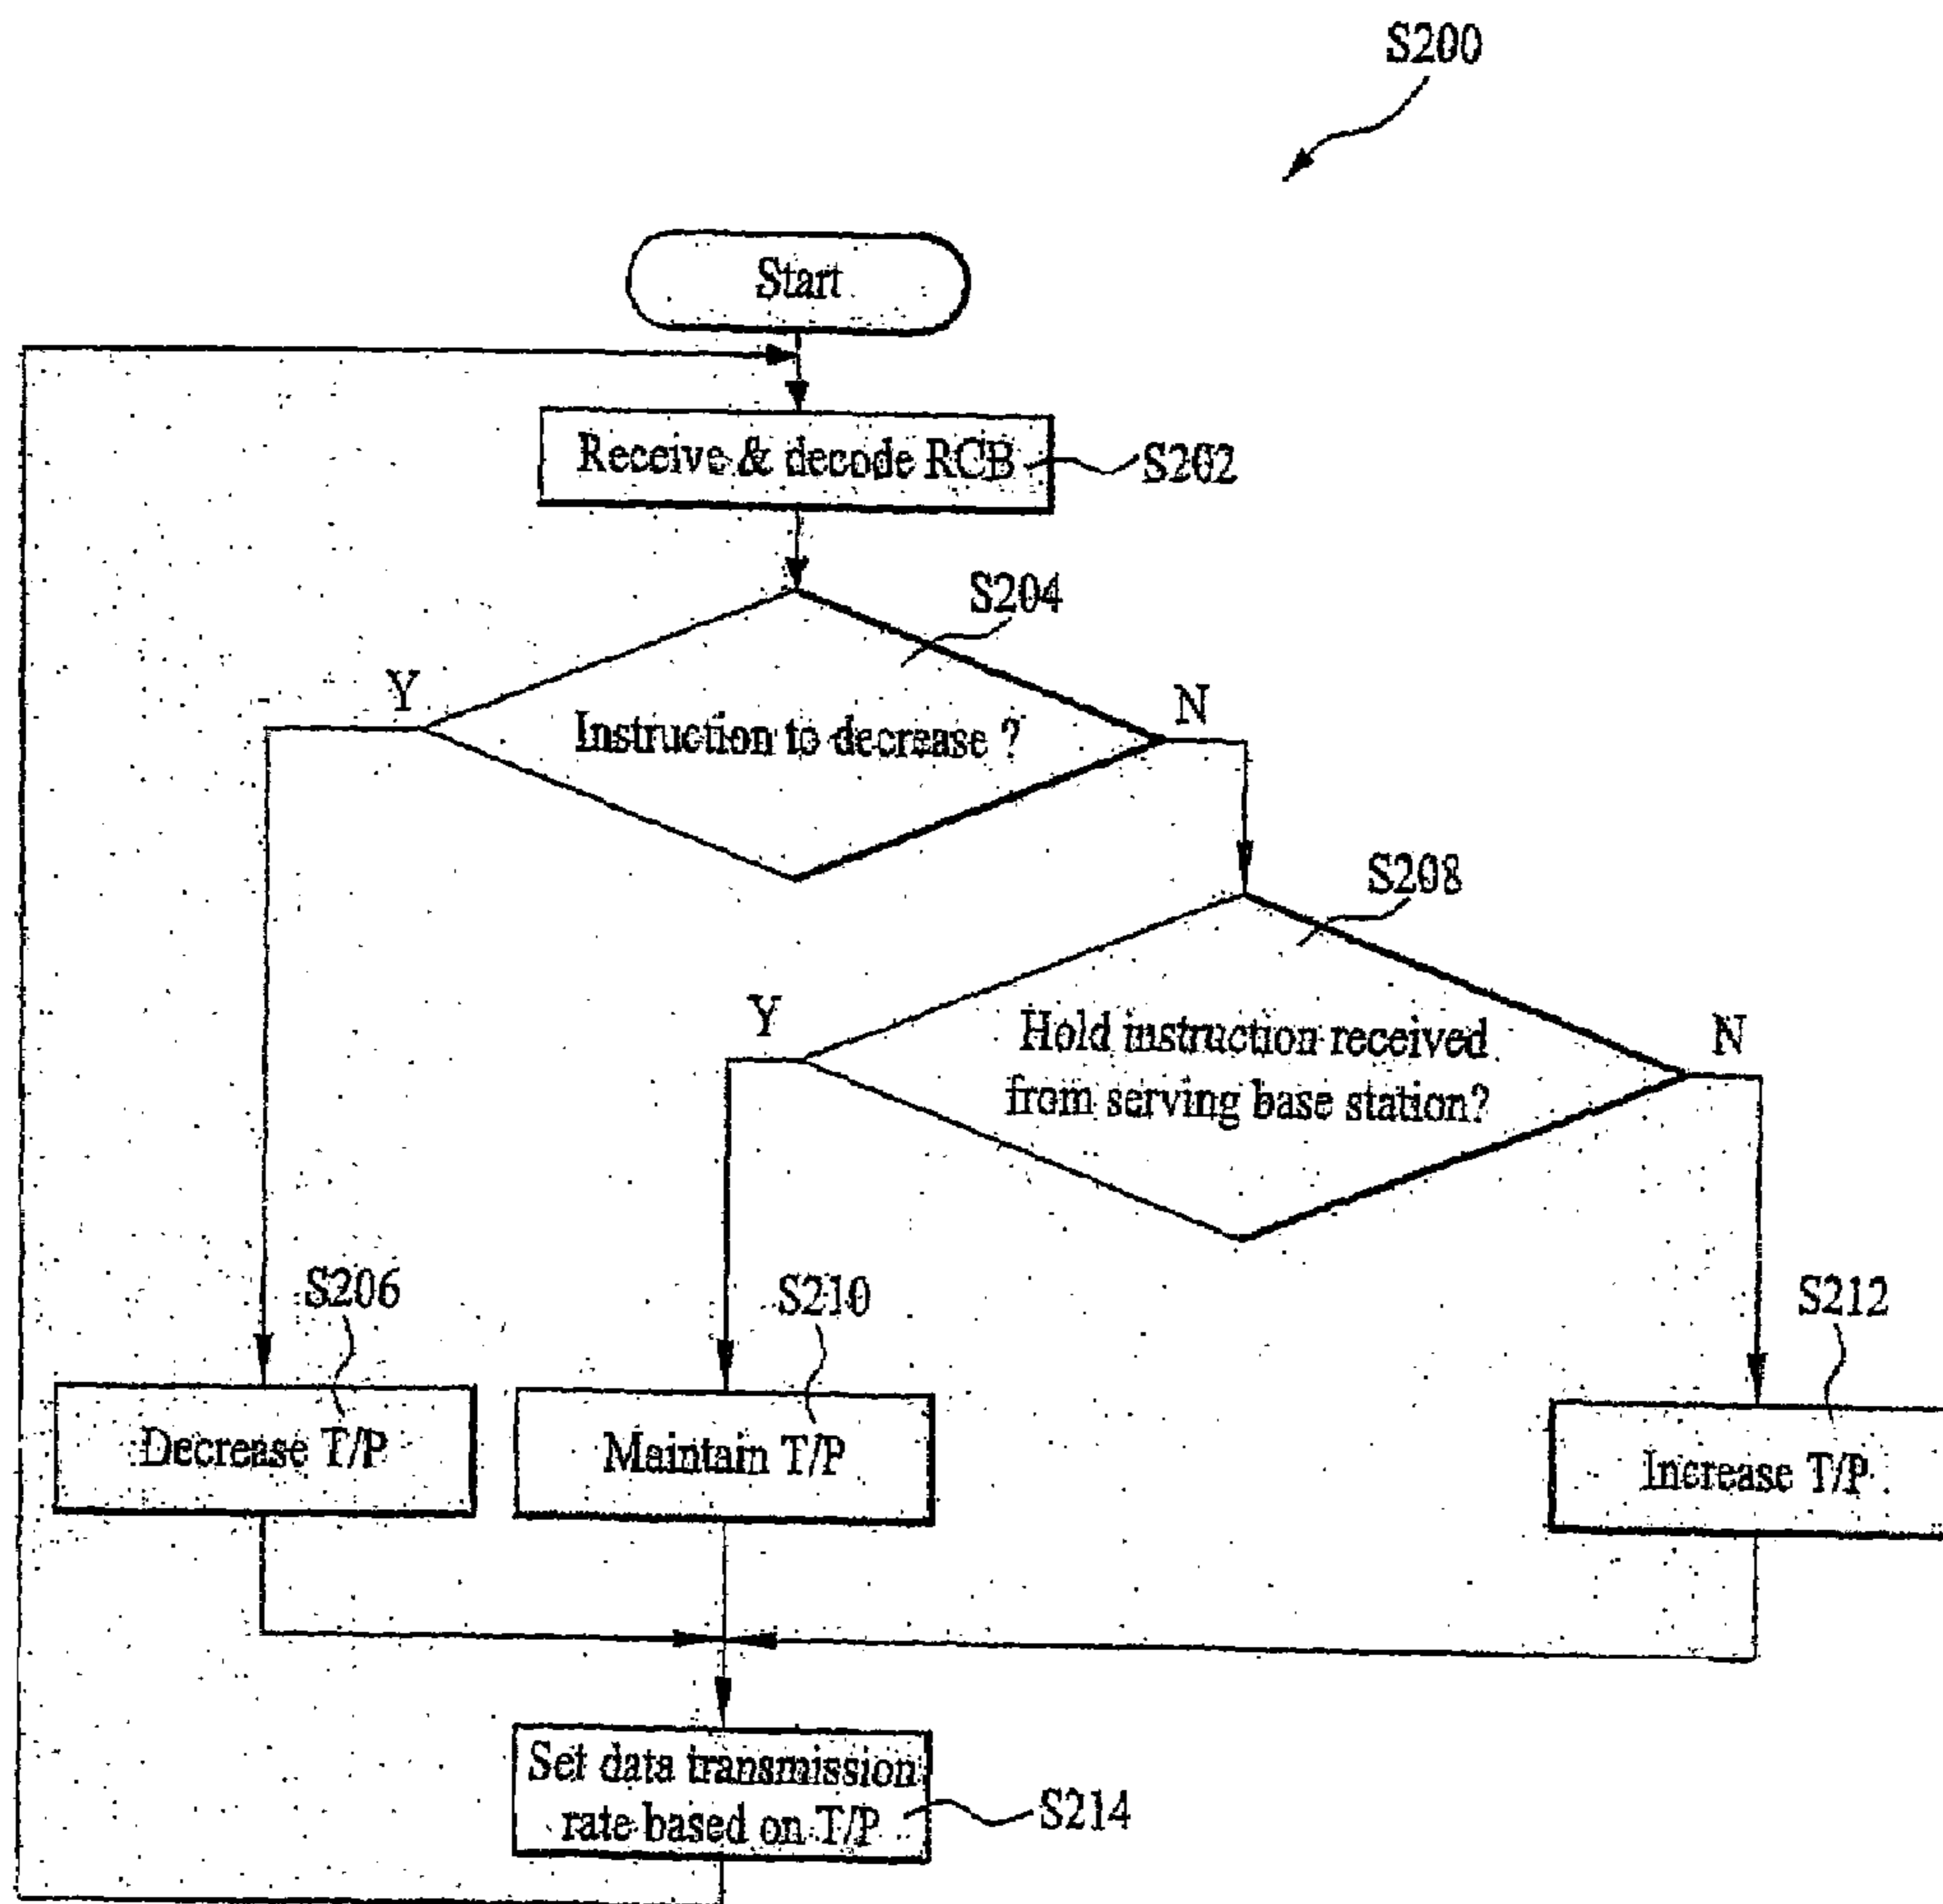 S200
Start
Receive & decode RCB
S202
S204
Y
N
Instruction to decrease ?
S208
Y
N
Hold instruction received
from serving base station?
S206
S210
S212
Decrease T/P
Maintain T/P
Increase T/P
Set data transmission
rate based on T/P
S214